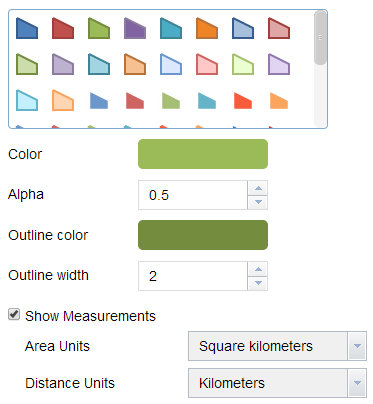 Color
Alpha 0.5
Outline color
Outline width 2
Show Measurements
Area Units Square kilometers
Distance Units Kilometers